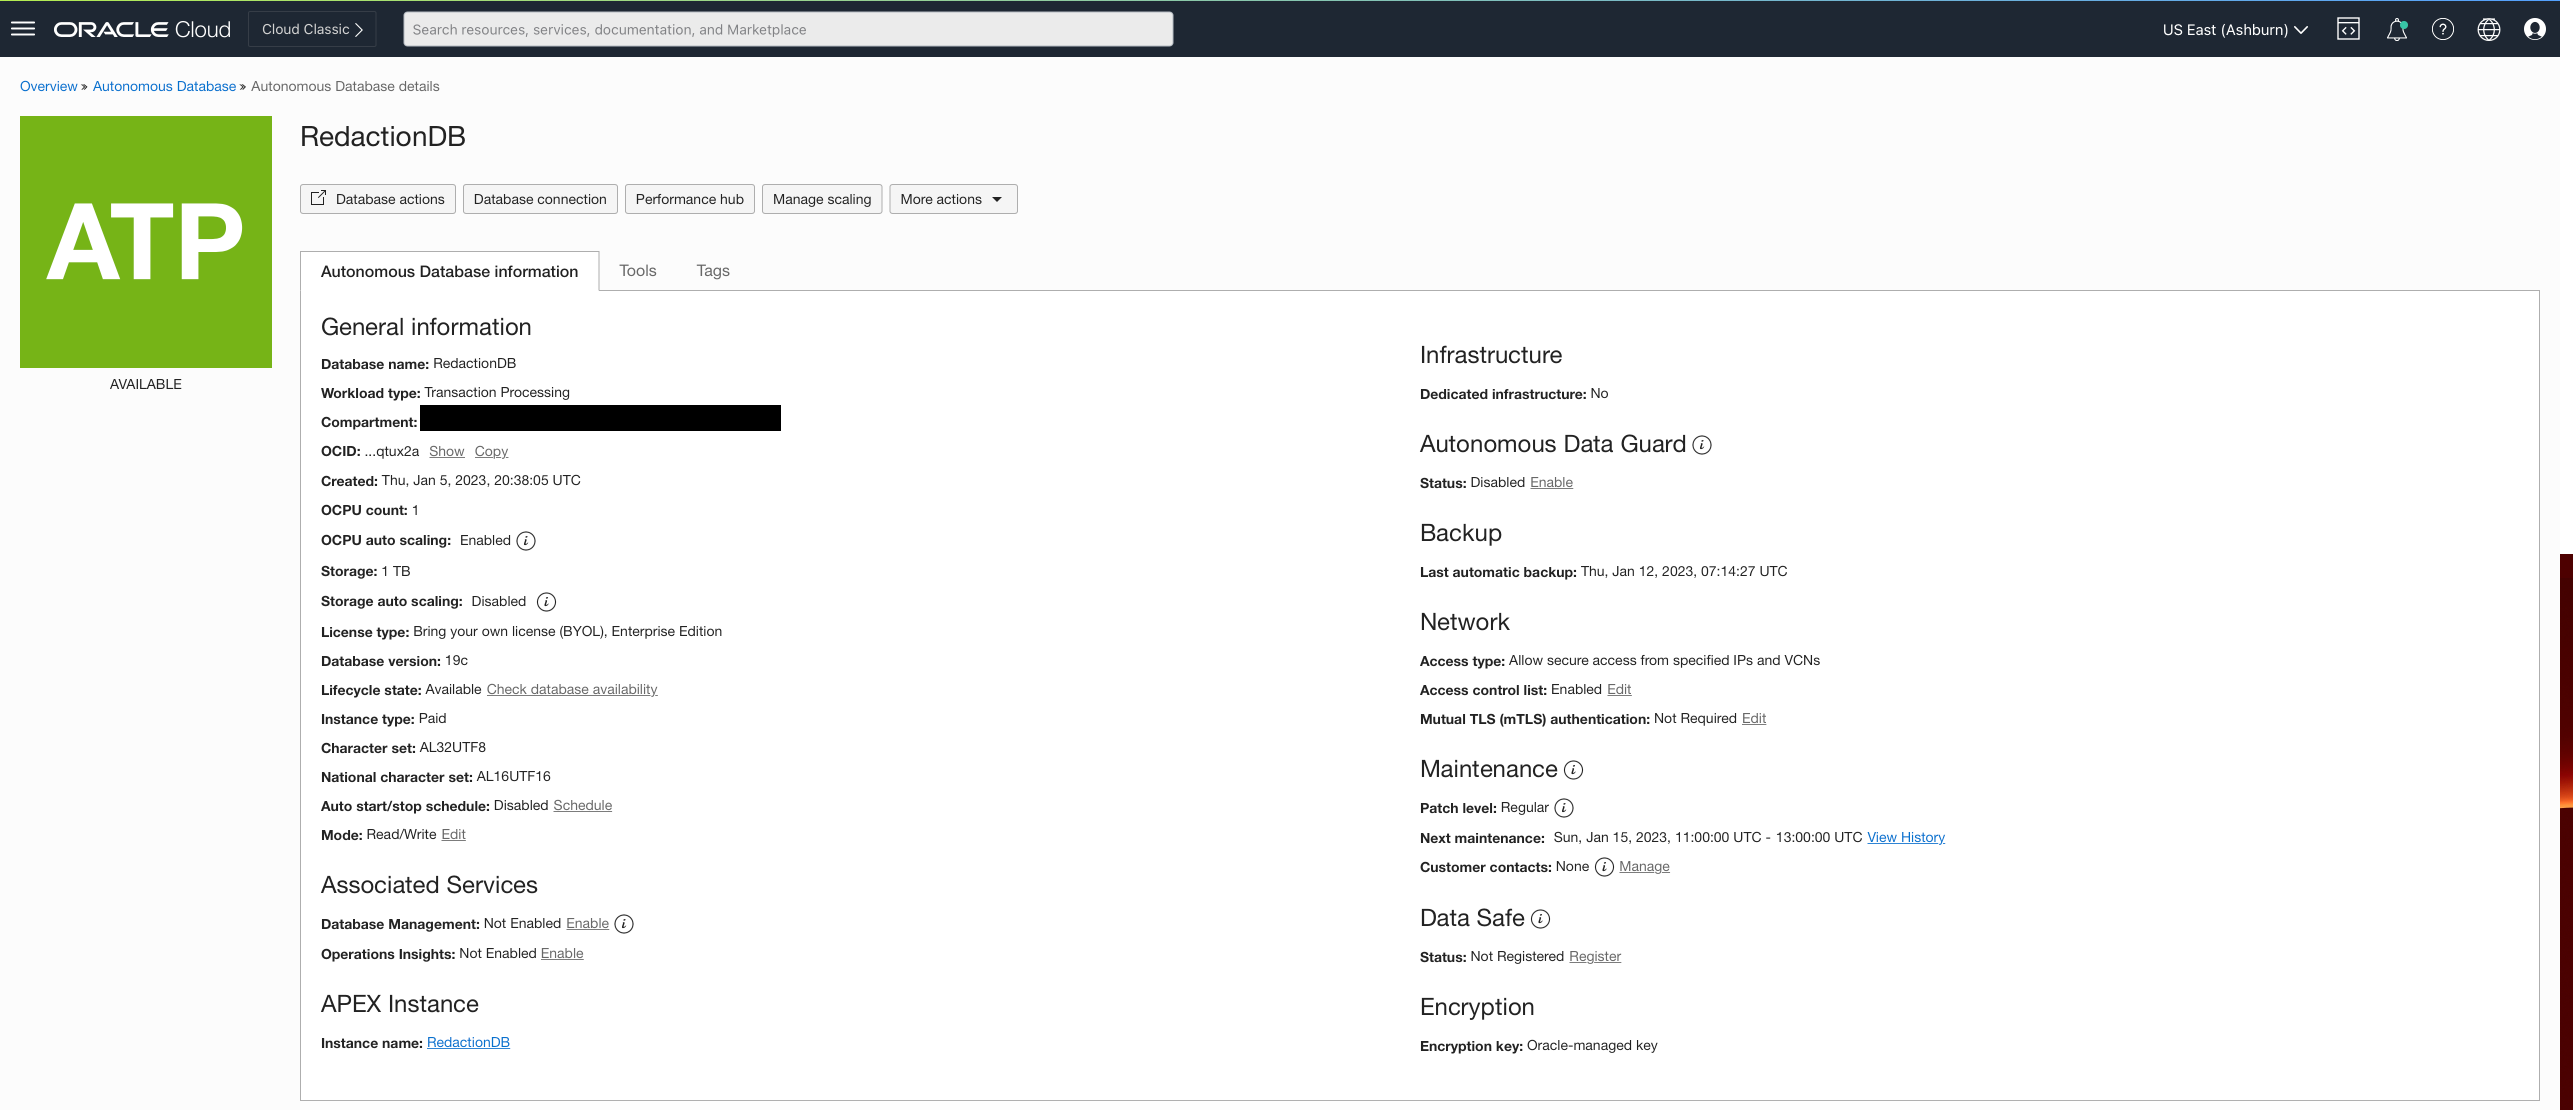 ORACLE Cloud
Cloud Classic
Search resources, services, documentation, and Marketplace
US East (Ashburn)
Overview » Autonomous Database » Autonomous Database details
ATP
AVAILABLE
RedactionDB
Database actions
Database connection
Performance hub
Manage scaling
More actions
Autonomous Database information
Tools
Tags
General information
Database name: RedactionDB
Workload type: Transaction Processing
Compartment:
OCID: ...qtux2a Show Copy
Created: Thu, Jan 5, 2023, 20:38:05 UTC
OCPU count: 1
OCPU auto scaling: Enabled
Storage: 1 TB
Storage auto scaling: Disabled
License type: Bring your own license (BYOL), Enterprise Edition
Database version: 19c
Lifecycle state: Available Check database availability
Instance type: Paid
Character set: AL32UTF8
National character set: AL16UTF16
Auto start/stop schedule: Disabled Schedule
Mode: Read/Write Edit
Associated Services
Database Management: Not Enabled Enable
Operations Insights: Not Enabled Enable
APEX Instance
Instance name: RedactionDB
Infrastructure
Dedicated infrastructure: No
Autonomous Data Guard
Status: Disabled Enable
Backup
Last automatic backup: Thu, Jan 12, 2023, 07:14:27 UTC
Network
Access type: Allow secure access from specified IPs and VCNs
Access control list: Enabled Edit
Mutual TLS (mTLS) authentication: Not Required Edit
Maintenance
Patch level: Regular
Next maintenance: Sun, Jan 15, 2023, 11:00:00 UTC - 13:00:00 UTC View History
Customer contacts: None Manage
Data Safe
Status: Not Registered Register
Encryption
Encryption key: Oracle-managed key